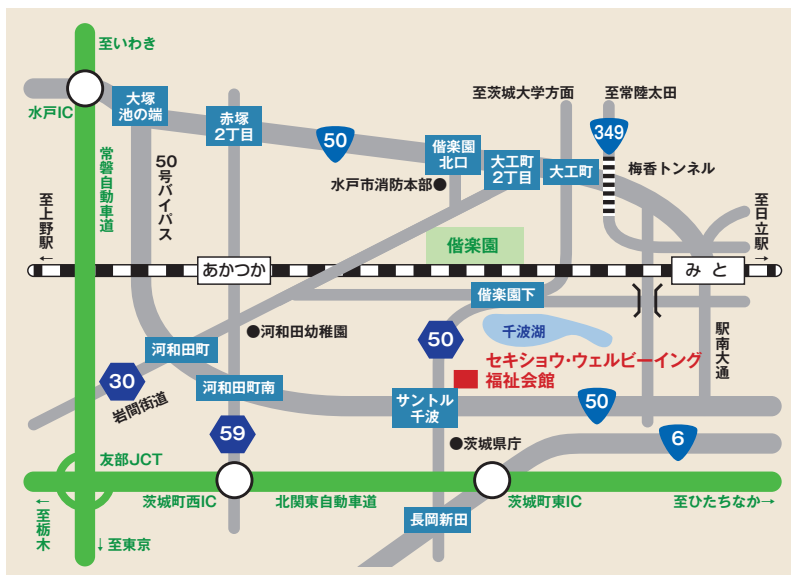 至いわき
至茨城大学方面
至常陸太田
水戸IC
大塚
池の端
赤塚
2丁目
50
偕楽園
北口
大工町
2丁目
大工町
349
梅香トンネル
水戸市消防本部
常磐自動車道
50号バイパス
至上野駅
←
至日立駅
→
偕楽園
あかつか
みと
偕楽園下
河和田幼稚園
50
千波湖
駅南大通
河和田町
30
岩間街道
河和田町南
セキショウ・ウェルビーイング
福祉会館
サントル
千波
50
59
茨城県庁
6
友部JCT
茨城町西IC
北関東自動車道
茨城町東IC
至ひたちなか→
←
至栃木
↓至東京
長岡新田